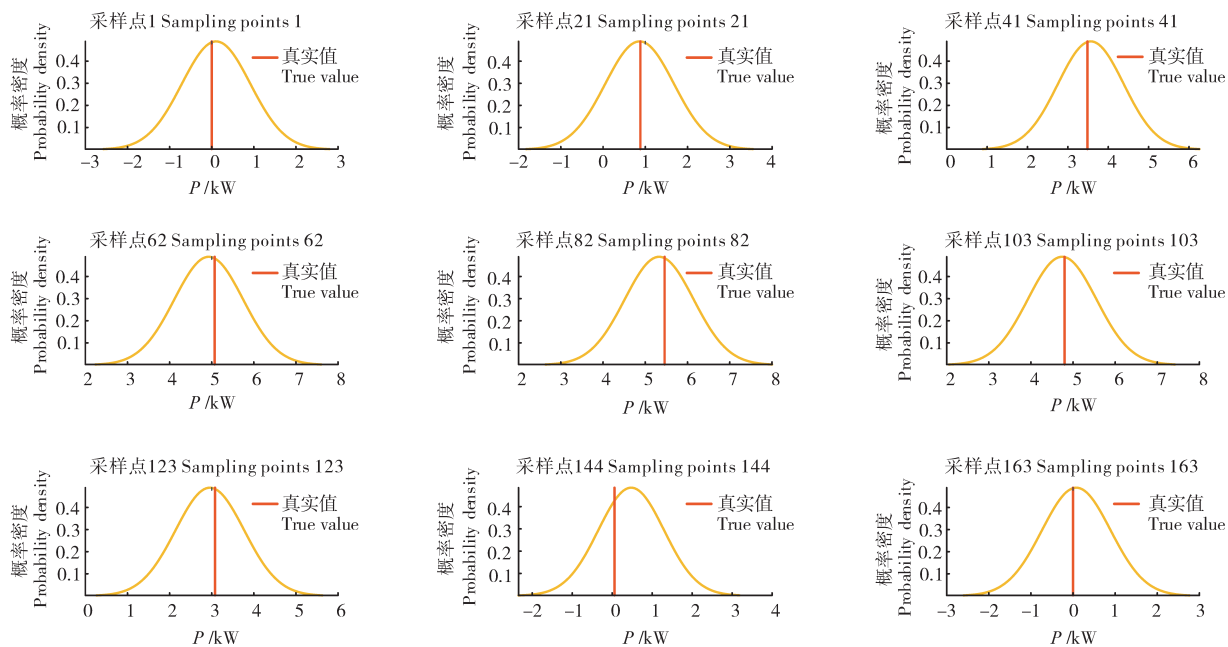 采样点1 Sampling points 1
概率密度
Probability density
0.4
0.3
0.2
0.1
真实值
True value
−3 −2 −1 0 1 2 3
P /kW
采样点21 Sampling points 21
概率密度
Probability density
0.4
0.3
0.2
0.1
真实值
True value
−2 −1 0 1 2 3 4
P /kW
采样点41 Sampling points 41
概率密度
Probability density
0.4
0.3
0.2
0.1
真实值
True value
0 1 2 3 4 5 6
P /kW
采样点62 Sampling points 62
概率密度
Probability density
0.4
0.3
0.2
0.1
真实值
True value
2 3 4 5 6 7 8
P /kW
采样点82 Sampling points 82
概率密度
Probability density
0.4
0.3
0.2
0.1
真实值
True value
2 3 4 5 6 7 8
P /kW
采样点103 Sampling points 103
概率密度
Probability density
0.4
0.3
0.2
0.1
真实值
True value
2 3 4 5 6 7 8
P /kW
采样点123 Sampling points 123
概率密度
Probability density
0.4
0.3
0.2
0.1
真实值
True value
0 1 2 3 4 5 6
P /kW
采样点144 Sampling points 144
概率密度
Probability density
0.4
0.3
0.2
0.1
真实值
True value
−2 −1 0 1 2 3 4
P /kW
采样点163 Sampling points 163
概率密度
Probability density
0.4
0.3
0.2
0.1
真实值
True value
−3 −2 −1 0 1 2 3
P /kW